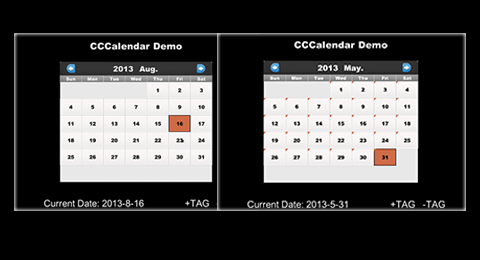 CCCalendar Demo
2013 Aug.
Sun Mon Tue Wed Thu Fri Sat
1 2 3
4 5 6 7 8 9 10
11 12 13 14 15 16 17
18 19 20 21 22 23 24
25 26 27 28 29 30 31
Current Date: 2013-8-16 +TAG -
CCCalendar Demo
2013 May.
Sun Mon Tue Wed Thu Fri Sat
1 2 3 4
5 6 7 8 9 10 11
12 13 14 15 16 17 18
19 20 21 22 23 24 25
26 27 28 29 30 31
Current Date: 2013-5-31 +TAG -TAG